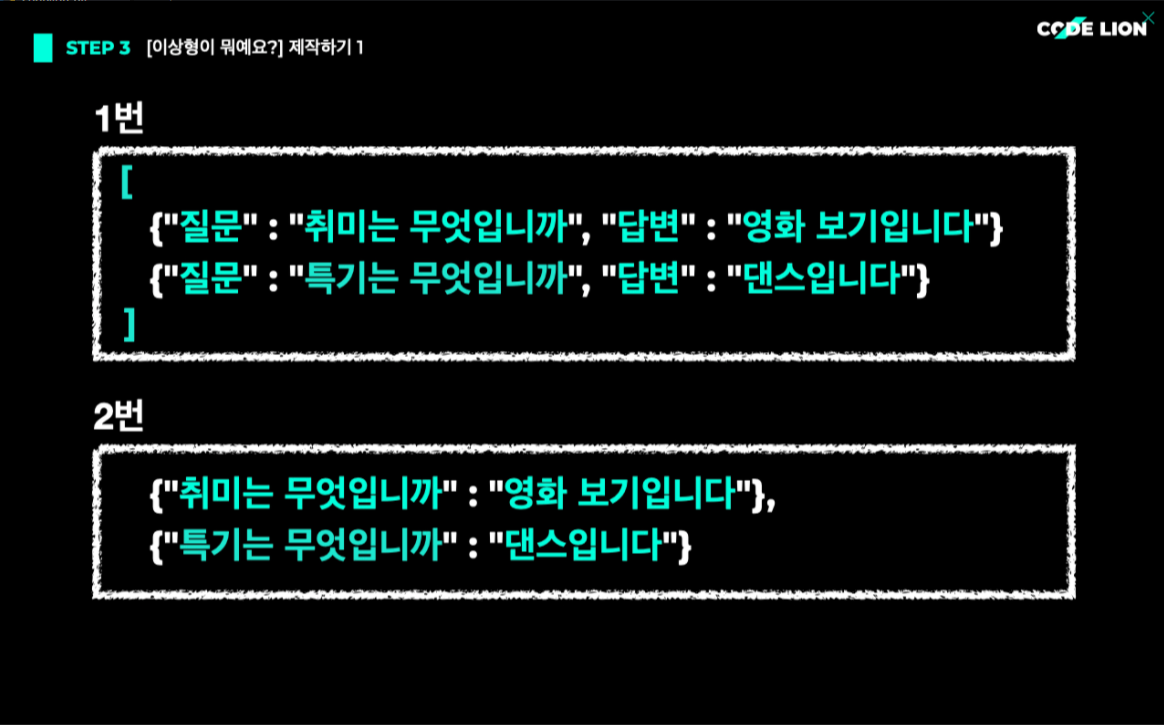 CODE LION
STEP 3 [이상형이 뭐예요?] 제작하기 1
1번
[
{"질문" : "취미는 무엇입니까", "답변" : "영화 보기입니다"}
{"질문" : "특기는 무엇입니까", "답변" : "댄스입니다"}
]
2번
{"취미는 무엇입니까" : "영화 보기입니다"},
{"특기는 무엇입니까" : "댄스입니다"}